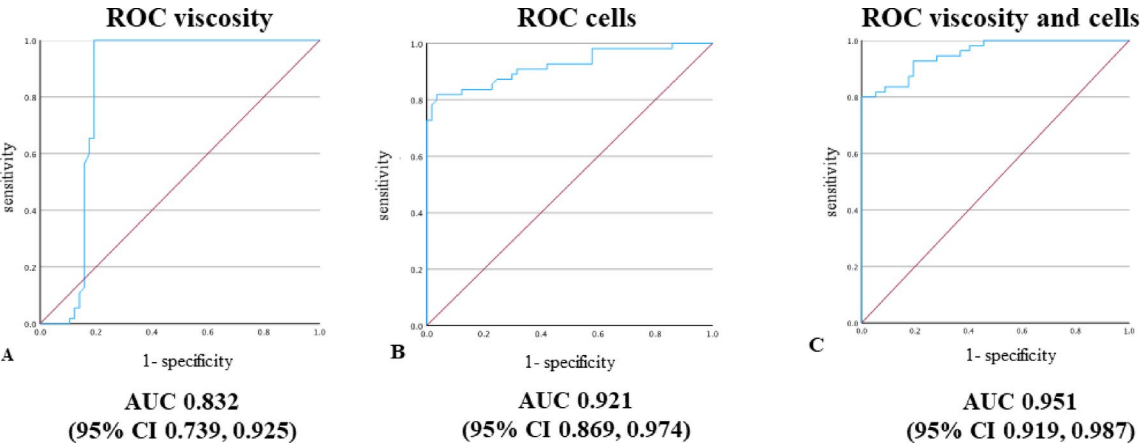 ROC viscosity
1.0
0.8
0.6
0.4
0.2
0.0
0.0 0.2 0.4 0.6 0.8 1.0
sensitivity
1- specificity
A
AUC 0.832
(95% CI 0.739, 0.925)
ROC cells
1.0
0.8
0.6
0.4
0.2
0.0
0.0 0.2 0.4 0.6 0.8 1.0
sensitivity
1- specificity
B
AUC 0.921
(95% CI 0.869, 0.974)
ROC viscosity and cells
1.0
0.8
0.6
0.4
0.2
0.0
0.0 0.2 0.4 0.6 0.8 1.0
sensitivity
1- specificity
C
AUC 0.951
(95% CI 0.919, 0.987)